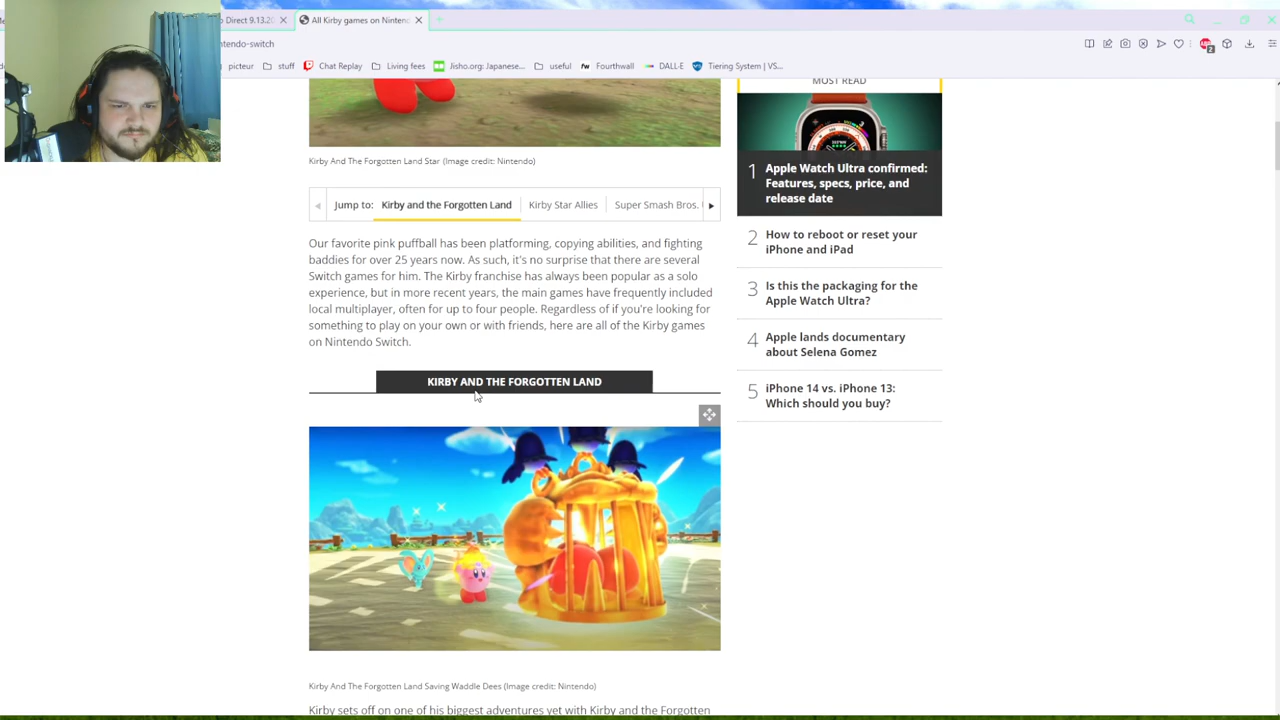 Direct 9.13.20
All Kirby games on Nintend
ntendo-switch
2
picteur
stuff
Chat Replay
Living fees
Jisho.org: Japanese...
useful
fw Fourthwall
DALL·E
Tiering System | VS...
MOST READ
Kirby And The Forgotten Land Star (Image credit: Nintendo)
Jump to: Kirby and the Forgotten Land Kirby Star Allies Super Smash Bros.
Our favorite pink puffball has been platforming, copying abilities, and fighting
baddies for over 25 years now. As such, it's no surprise that there are several
Switch games for him. The Kirby franchise has always been popular as a solo
experience, but in more recent years, the main games have frequently included
local multiplayer, often for up to four people. Regardless of if you're looking for
something to play on your own or with friends, here are all of the Kirby games
on Nintendo Switch.
KIRBY AND THE FORGOTTEN LAND
Kirby And The Forgotten Land Saving Waddle Dees (Image credit: Nintendo)
Kirby sets off on one of his biggest adventures yet with Kirby and the Forgotten
1 Apple Watch Ultra confirmed:
Features, specs, price, and
release date
2 How to reboot or reset your
iPhone and iPad
3 Is this the packaging for the
Apple Watch Ultra?
4 Apple lands documentary
about Selena Gomez
5 iPhone 14 vs. iPhone 13:
Which should you buy?